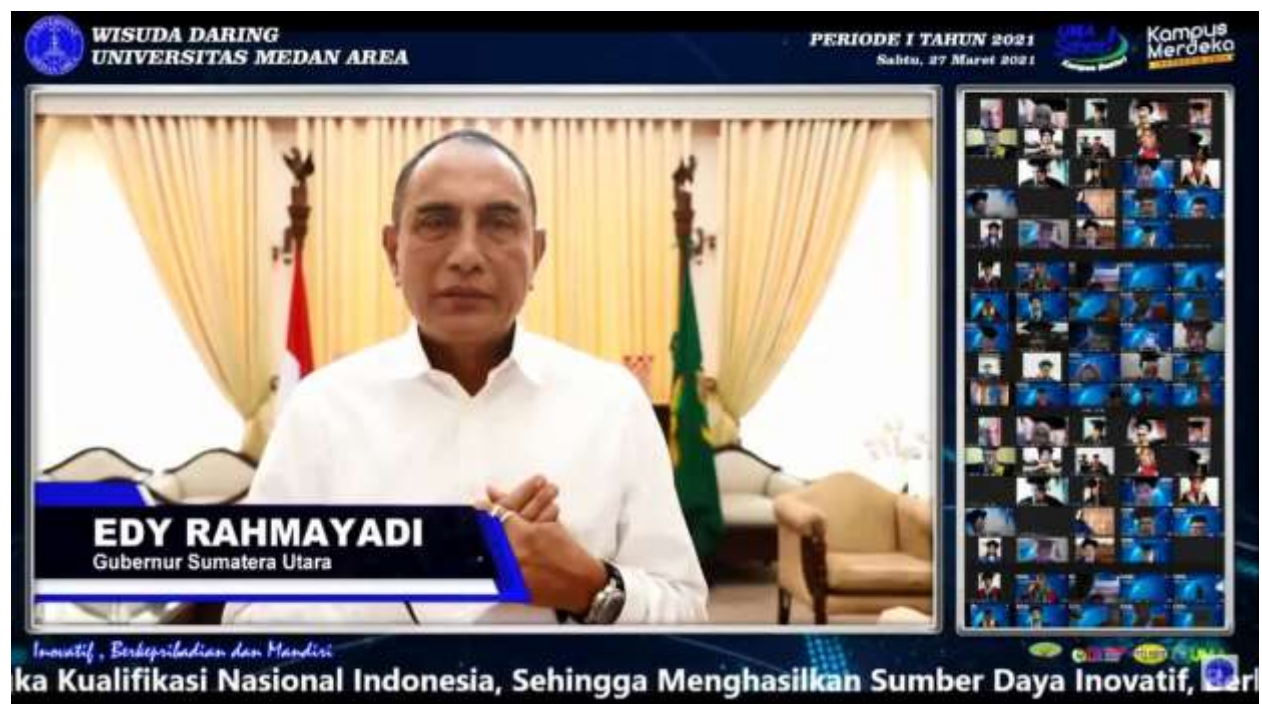 WISUDA DARING
UNIVERSITAS MEDAN AREA
PERIODE I TAHUN 2021
Sabtu, 27 Maret 2021
UMA
Kampus
Merdeka
EDY RAHMAYADI
Gubernur Sumatera Utara
Inovatif, Berkepribadian dan Mandiri
ka Kualifikasi Nasional Indonesia, Sehingga Menghasilkan Sumber Daya Inovatif,